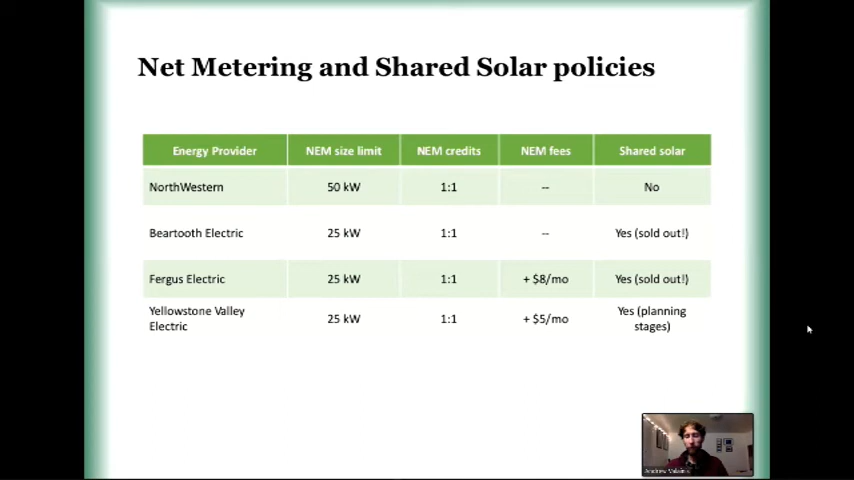 Net Metering and Shared Solar policies
Energy Provider NEM size limit NEM credits NEM fees Shared solar
NorthWestern 50 kW 1:1 -- No
Beartooth Electric 25 kW 1:1 -- Yes (sold out!)
Fergus Electric 25 kW 1:1 + $8/mo Yes (sold out!)
Yellowstone Valley
Electric 25 kW 1:1 + $5/mo Yes (planning
stages)
Andrew